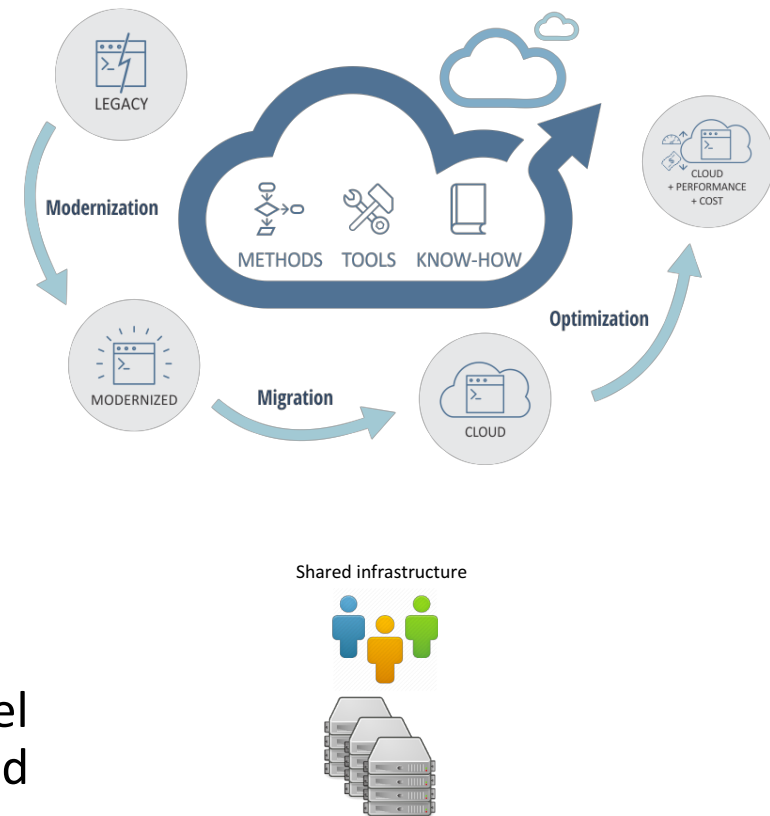 LEGACY
Modernization
METHODS TOOLS KNOW-HOW
CLOUD
+ PERFORMANCE
+ COST
Optimization
MODERNIZED
Migration
CLOUD
Shared infrastructure
el
d